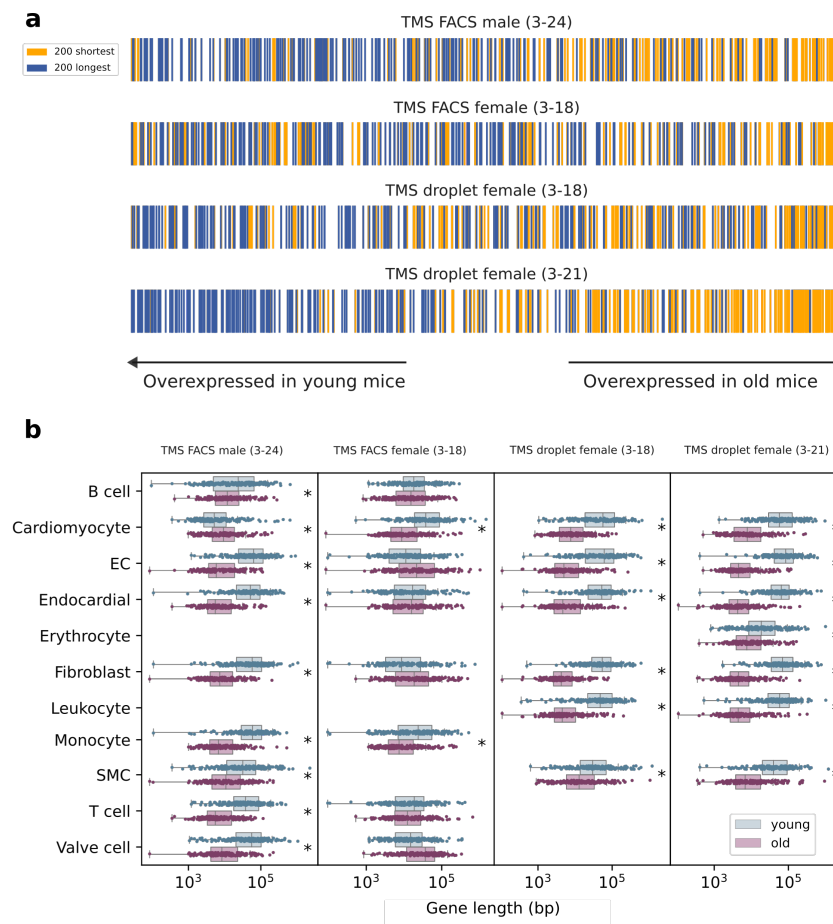 a
TMS FACS male (3-24)
200 shortest
200 longest
TMS FACS female (3-18)
TMS droplet female (3-18)
TMS droplet female (3-21)
Overexpressed in young mice
Overexpressed in old mice
b
TMS FACS male (3-24) TMS FACS female (3-18) TMS droplet female (3-18) TMS droplet female (3-21)
B cell *
Cardiomyocyte * * *
EC * *
Endocardial * *
Erythrocyte
Fibroblast * *
Leukocyte *
Monocyte * *
SMC * *
T cell *
Valve cell *
young
old
10³ 10⁵ 10³ 10⁵ 10³ 10⁵ 10³ 10⁵
Gene length (bp)